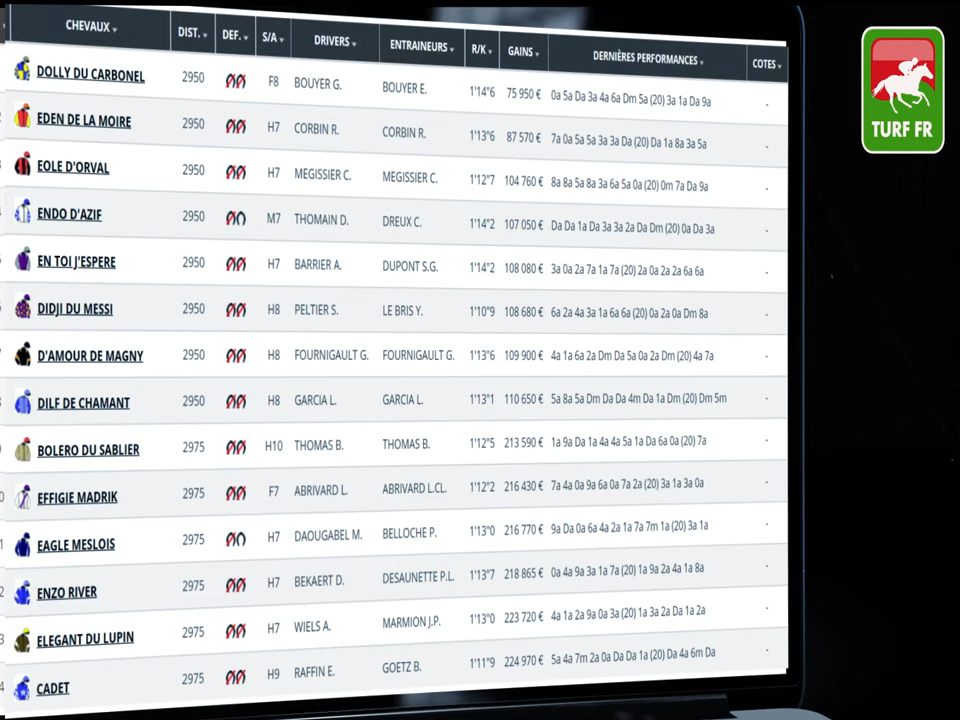 CHEVAUX DIST. DEF. S/A DRIVERS ENTRAINEURS R/K GAINS DERNIÈRES PERFORMANCES COTES
DOLLY DU CARBONEL 2950 F8 BOUYER G. BOUYER E. 1'14"6 75 950 € 0a 5a Da 3a 4a 6a Dm 5a (20) 3a 1a Da 9a -
EDEN DE LA MOIRE 2950 H7 CORBIN R. CORBIN R. 1'13"6 87 570 € 7a 0a 5a 5a 3a 3a Da (20) Da 1a 8a 3a 5a -
EOLE D'ORVAL 2950 H7 MEGISSIER C. MEGISSIER C. 1'12"7 104 760 € 8a 8a 5a 8a 3a 6a 5a 0a (20) 0m 7a Da 9a -
ENDO D'AZIF 2950 M7 THOMAIN D. DREUX C. 1'14"2 107 050 € Da Da 1a Da 3a 3a 2a Da Dm (20) 0a Da 3a -
EN TOI J'ESPERE 2950 H7 BARRIER A. DUPONT S.G. 1'14"2 108 080 € 3a 0a 2a 7a 1a 7a (20) 2a 0a 2a 2a 6a 6a -
DIDJI DU MESSI 2950 H8 PELTIER S. LE BRIS Y. 1'10"9 108 680 € 6a 2a 4a 3a 1a 6a 6a (20) 0a 2a 0a Dm 8a -
D'AMOUR DE MAGNY 2950 H8 FOURNIGAULT G. FOURNIGAULT G. 1'13"6 109 900 € 4a 1a 6a 2a Dm Da 5a 0a 2a Dm (20) 4a 7a -
DILF DE CHAMANT 2950 H8 GARCIA L. GARCIA L. 1'13"1 110 650 € 5a 8a 5a Dm Da Da 4m Da 1a Dm (20) Dm 5m -
BOLERO DU SABLIER 2975 H10 THOMAS B. THOMAS B. 1'12"5 213 590 € 1a 9a Da 1a 4a 4a 5a 1a Da 6a 0a (20) 7a -
EFFIGIE MADRIK 2975 F7 ABRIVARD L. ABRIVARD L.CL. 1'12"2 216 430 € 7a 4a 0a 9a 6a 0a 7a 2a (20) 3a 1a 3a 0a -
EAGLE MESLOIS 2975 H7 DAOUGABEL M. BELLOCHE P. 1'13"0 216 770 € 9a Da 0a 6a 4a 2a 1a 7a 7m 1a (20) 3a 1a -
ENZO RIVER 2975 H7 BEKAERT D. DESAUNETTE P.L. 1'13"7 218 865 € 0a 4a 9a 3a 1a 7a (20) 1a 9a 2a 4a 1a 8a -
ELEGANT DU LUPIN 2975 H7 WIELS A. MARMION J.P. 1'13"0 223 720 € 4a 1a 2a 9a 0a 3a (20) 1a 3a 2a Da 1a 2a -
CADET 2975 H9 RAFFIN E. GOETZ B. 1'11"9 224 970 € 5a 4a 7m 2a 0a Da Da 1a (20) Da 4a 6m Da -
TURF FR